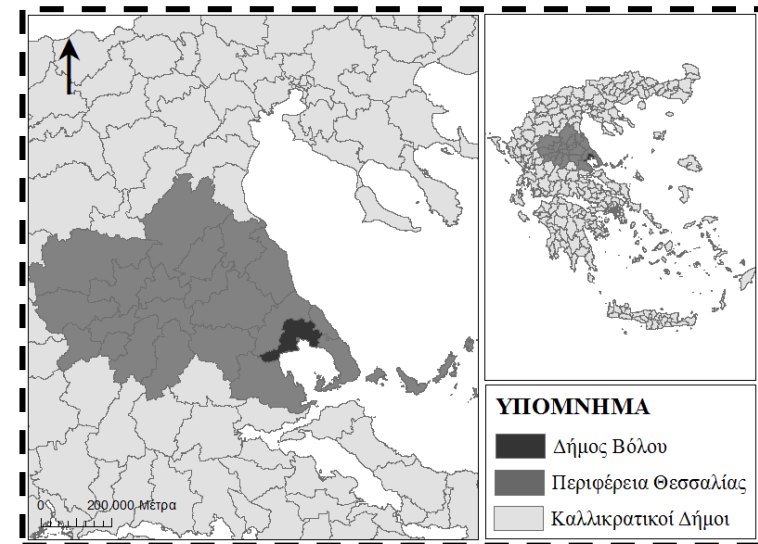 ΥΠΟΜΝΗΜΑ
Δήμος Βόλου
Περιφέρεια Θεσσαλίας
Καλλικρατικοί Δήμοι
0 200.000 Μέτρα